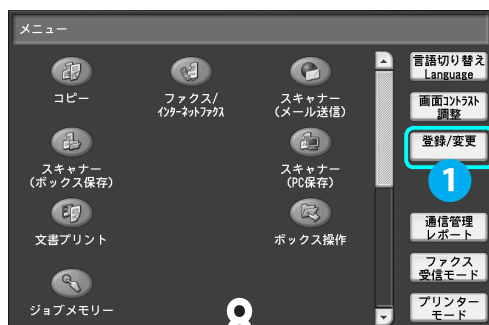 メニュー
コピー
ファクス/
インターネットファクス
スキャナー
(メール送信)
スキャナー
(ボックス保存)
スキャナー
(PC保存)
文書プリント
ボックス操作
ジョブメモリー
言語切り替え
Language
画面コントラスト
調整
登録/変更
1
通信管理
レポート
ファクス
受信モード
プリンター
モード